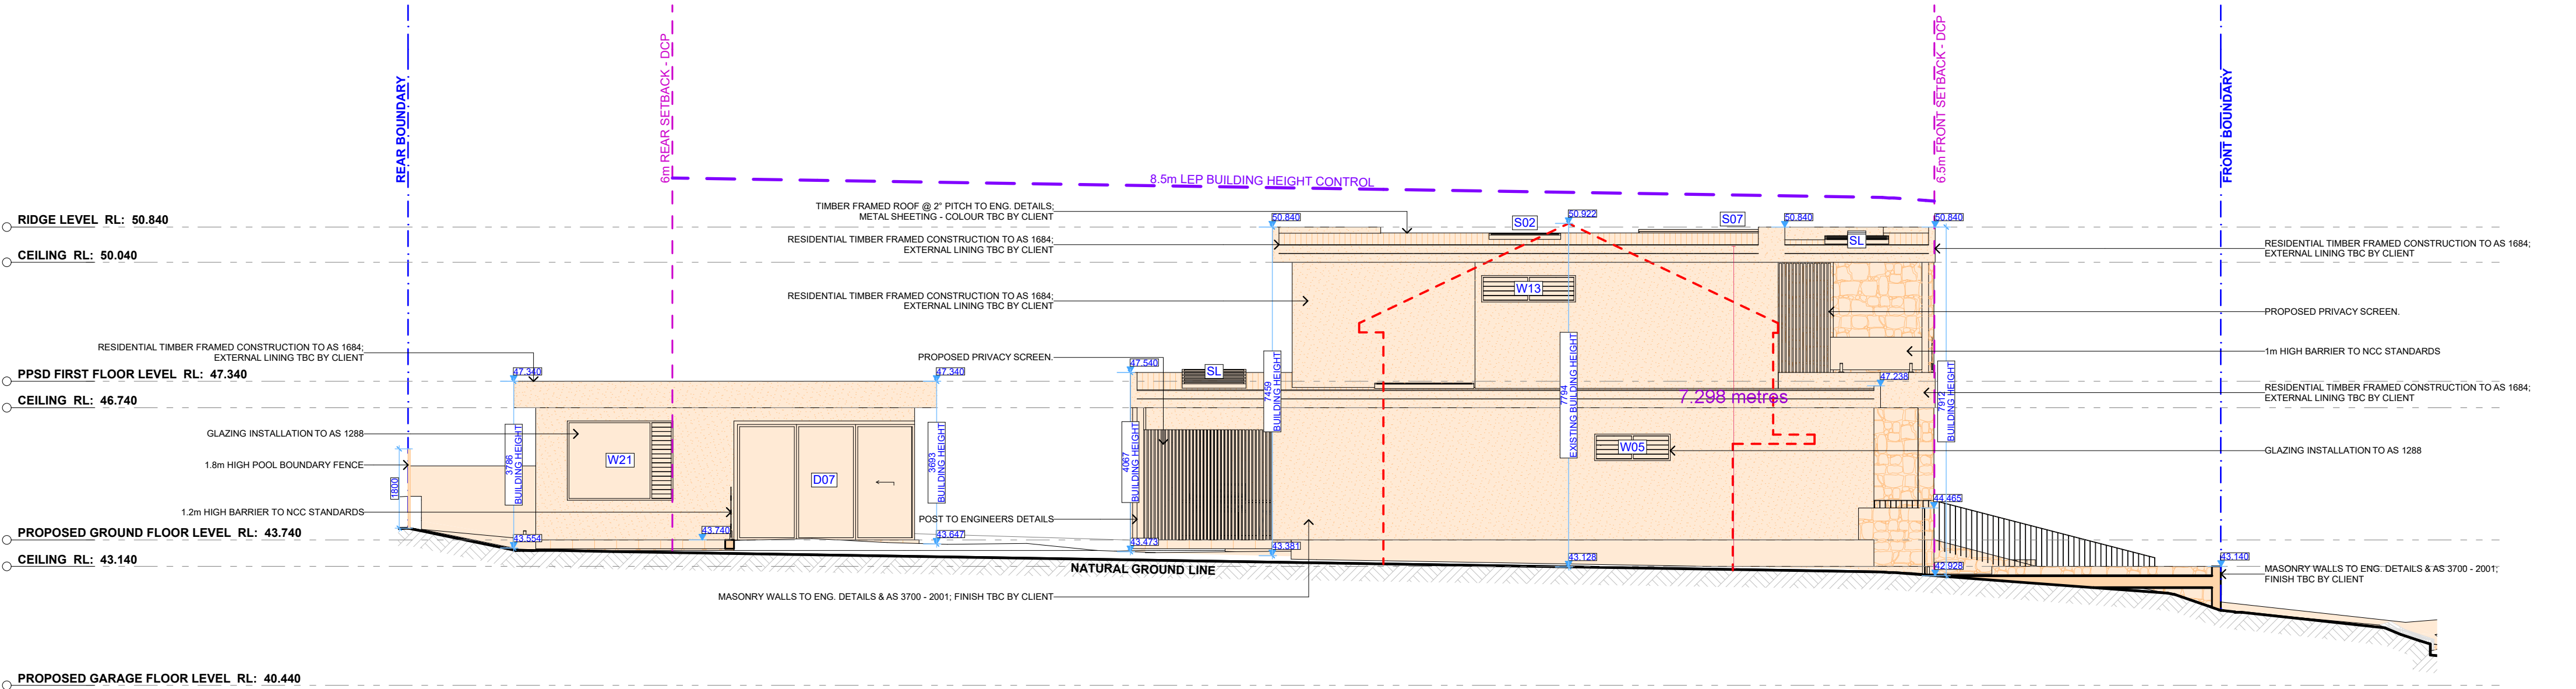 REAR BOUNDARY
6m REAR SETBACK - DCP
6.5m FRONT SETBACK - DCP
FRONT BOUNDARY
8.5m LEP BUILDING HEIGHT CONTROL
RIDGE LEVEL RL: 50.840
CEILING RL: 50.040
PPSD FIRST FLOOR LEVEL RL: 47.340
CEILING RL: 46.740
PROPOSED GROUND FLOOR LEVEL RL: 43.740
CEILING RL: 43.140
PROPOSED GARAGE FLOOR LEVEL RL: 40.440
TIMBER FRAMED ROOF @ 2° PITCH TO ENG. DETAILS;
METAL SHEETING - COLOUR TBC BY CLIENT
RESIDENTIAL TIMBER FRAMED CONSTRUCTION TO AS 1684;
EXTERNAL LINING TBC BY CLIENT
RESIDENTIAL TIMBER FRAMED CONSTRUCTION TO AS 1684;
EXTERNAL LINING TBC BY CLIENT
RESIDENTIAL TIMBER FRAMED CONSTRUCTION TO AS 1684;
EXTERNAL LINING TBC BY CLIENT
GLAZING INSTALLATION TO AS 1288
1.8m HIGH POOL BOUNDARY FENCE
1.2m HIGH BARRIER TO NCC STANDARDS
1800
47.340
3786
BUILDING HEIGHT
43.554
W21
43.740
D07
47.340
3693
BUILDING HEIGHT
43.647
PROPOSED PRIVACY SCREEN.
POST TO ENGINEERS DETAILS
47.540
4067
BUILDING HEIGHT
43.473
SL
50.840
7459
BUILDING HEIGHT
43.381
S02
50.922
7794
EXISTING BUILDING HEIGHT
43.128
W13
S07
50.840
SL
50.840
W05
7.298 metres
47.238
7912
BUILDING HEIGHT
44.465
42.928
43.140
NATURAL GROUND LINE
MASONRY WALLS TO ENG. DETAILS & AS 3700 - 2001; FINISH TBC BY CLIENT
RESIDENTIAL TIMBER FRAMED CONSTRUCTION TO AS 1684;
EXTERNAL LINING TBC BY CLIENT
PROPOSED PRIVACY SCREEN.
1m HIGH BARRIER TO NCC STANDARDS
RESIDENTIAL TIMBER FRAMED CONSTRUCTION TO AS 1684;
EXTERNAL LINING TBC BY CLIENT
GLAZING INSTALLATION TO AS 1288
MASONRY WALLS TO ENG. DETAILS & AS 3700 - 2001;
FINISH TBC BY CLIENT